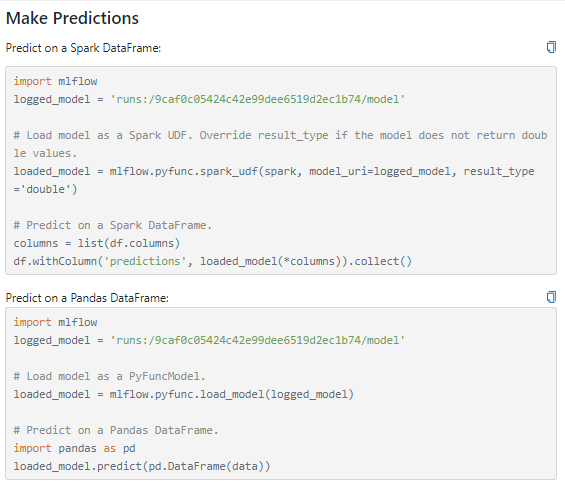 Make Predictions
Predict on a Spark DataFrame:
import mlflow
logged_model = 'runs:/9caf0c05424c42e99dee6519d2ec1b74/model'
# Load model as a Spark UDF. Override result_type if the model does not return doub
le values.
loaded_model = mlflow.pyfunc.spark_udf(spark, model_uri=logged_model, result_type
='double')
# Predict on a Spark DataFrame.
columns = list(df.columns)
df.withColumn('predictions', loaded_model(*columns)).collect()
Predict on a Pandas DataFrame:
import mlflow
logged_model = 'runs:/9caf0c05424c42e99dee6519d2ec1b74/model'
# Load model as a PyFuncModel.
loaded_model = mlflow.pyfunc.load_model(logged_model)
# Predict on a Pandas DataFrame.
import pandas as pd
loaded_model.predict(pd.DataFrame(data))